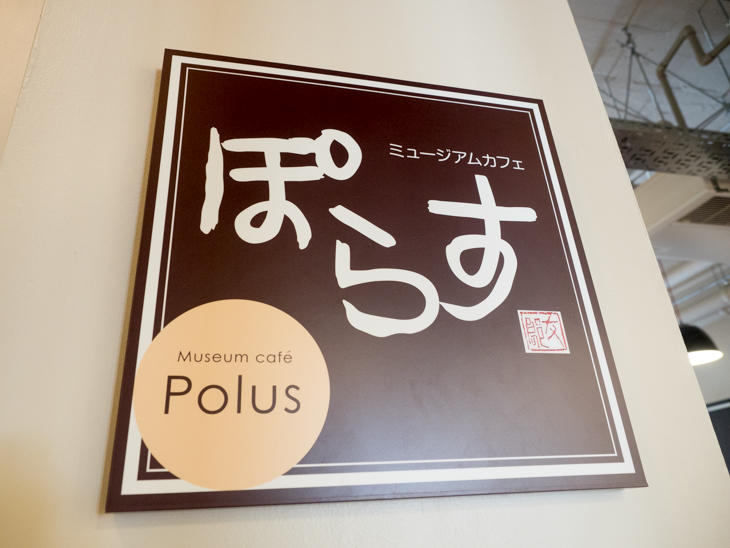 ミュージアムカフェ
ぽらす
Museum café
Polus